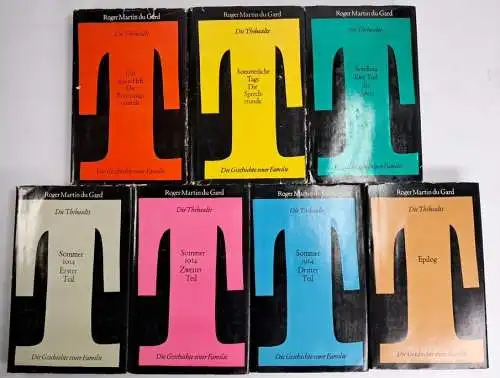 Roger Martin du Gard
Die Thibaults
Das
graue Heft
Die
Besserungs
anstalt
Die Geschichte einer Familie
Roger Martin du Gard
Die Thibaults
Sommerliche
Tage
Die
Sprech
stunde
Die Geschichte einer Familie
Roger Martin du Gard
Die Thibaults
Tod
Roger Martin du Gard
Die Thibaults
Sommer
1914
Erster
Teil
Die Geschichte einer Familie
Roger Martin du Gard
Die Thibaults
Sommer
1914
Zweiter
Teil
Die Geschichte einer Familie
Roger Martin du Gard
Die Thibaults
Sommer
1914
Dritter
Teil
Die Geschichte einer Familie
Roger Martin du Gard
Die Thibaults
Epilog
Die Geschichte einer Familie